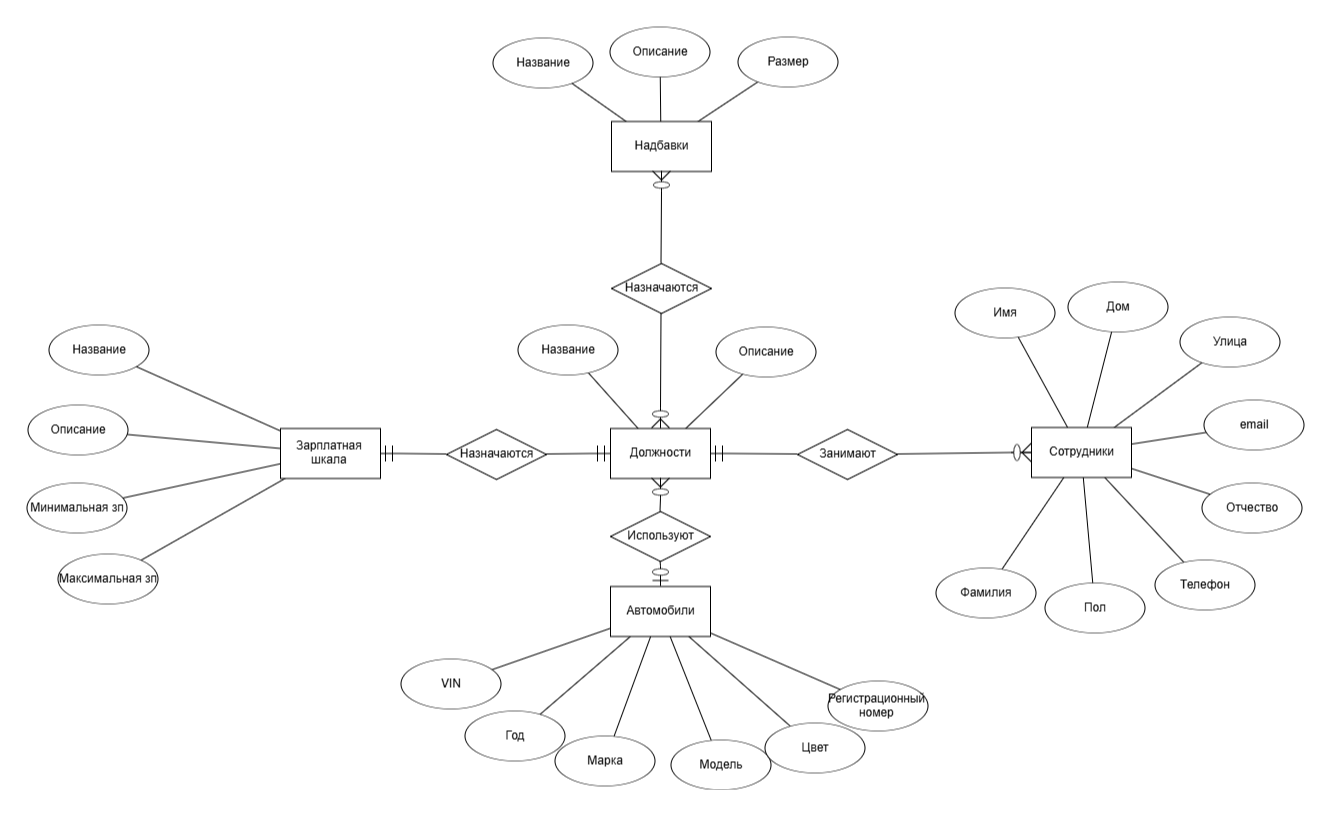 Название
Описание
Размер
Надбавки
Назначаются
Название
Описание
Имя
Дом
Улица
email
Отчество
Телефон
Пол
Фамилия
Сотрудники
Занимают
Должности
Назначаются
Зарплатная
шкала
Название
Описание
Минимальная зп
Максимальная зп
Используют
Автомобили
VIN
Год
Марка
Модель
Цвет
Регистрационный
номер